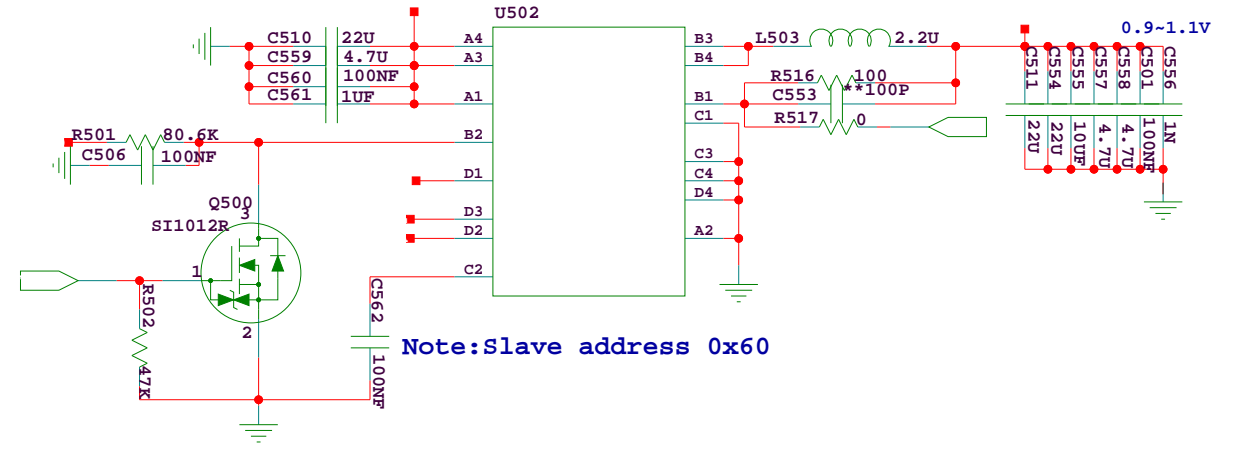 U502
0.9~1.1V
C510 22U
C559 4.7U
C560 100NF
C561 1UF
A4
A3
A1
B2
D1
D3
D2
C2
B3
B4
B1
C1
C3
C4
D4
A2
L503 2.2U
R516 100
C553 **100P
R517 0
C511 22U
C554 22U
C555 10UF
C557 4.7U
C558 4.7U
C501 100NF
C556 1N
R501 80.6K
C506 100NF
Q500
SI1012R
3
1
2
R502 47K
C562 100NF
Note:Slave address 0x60